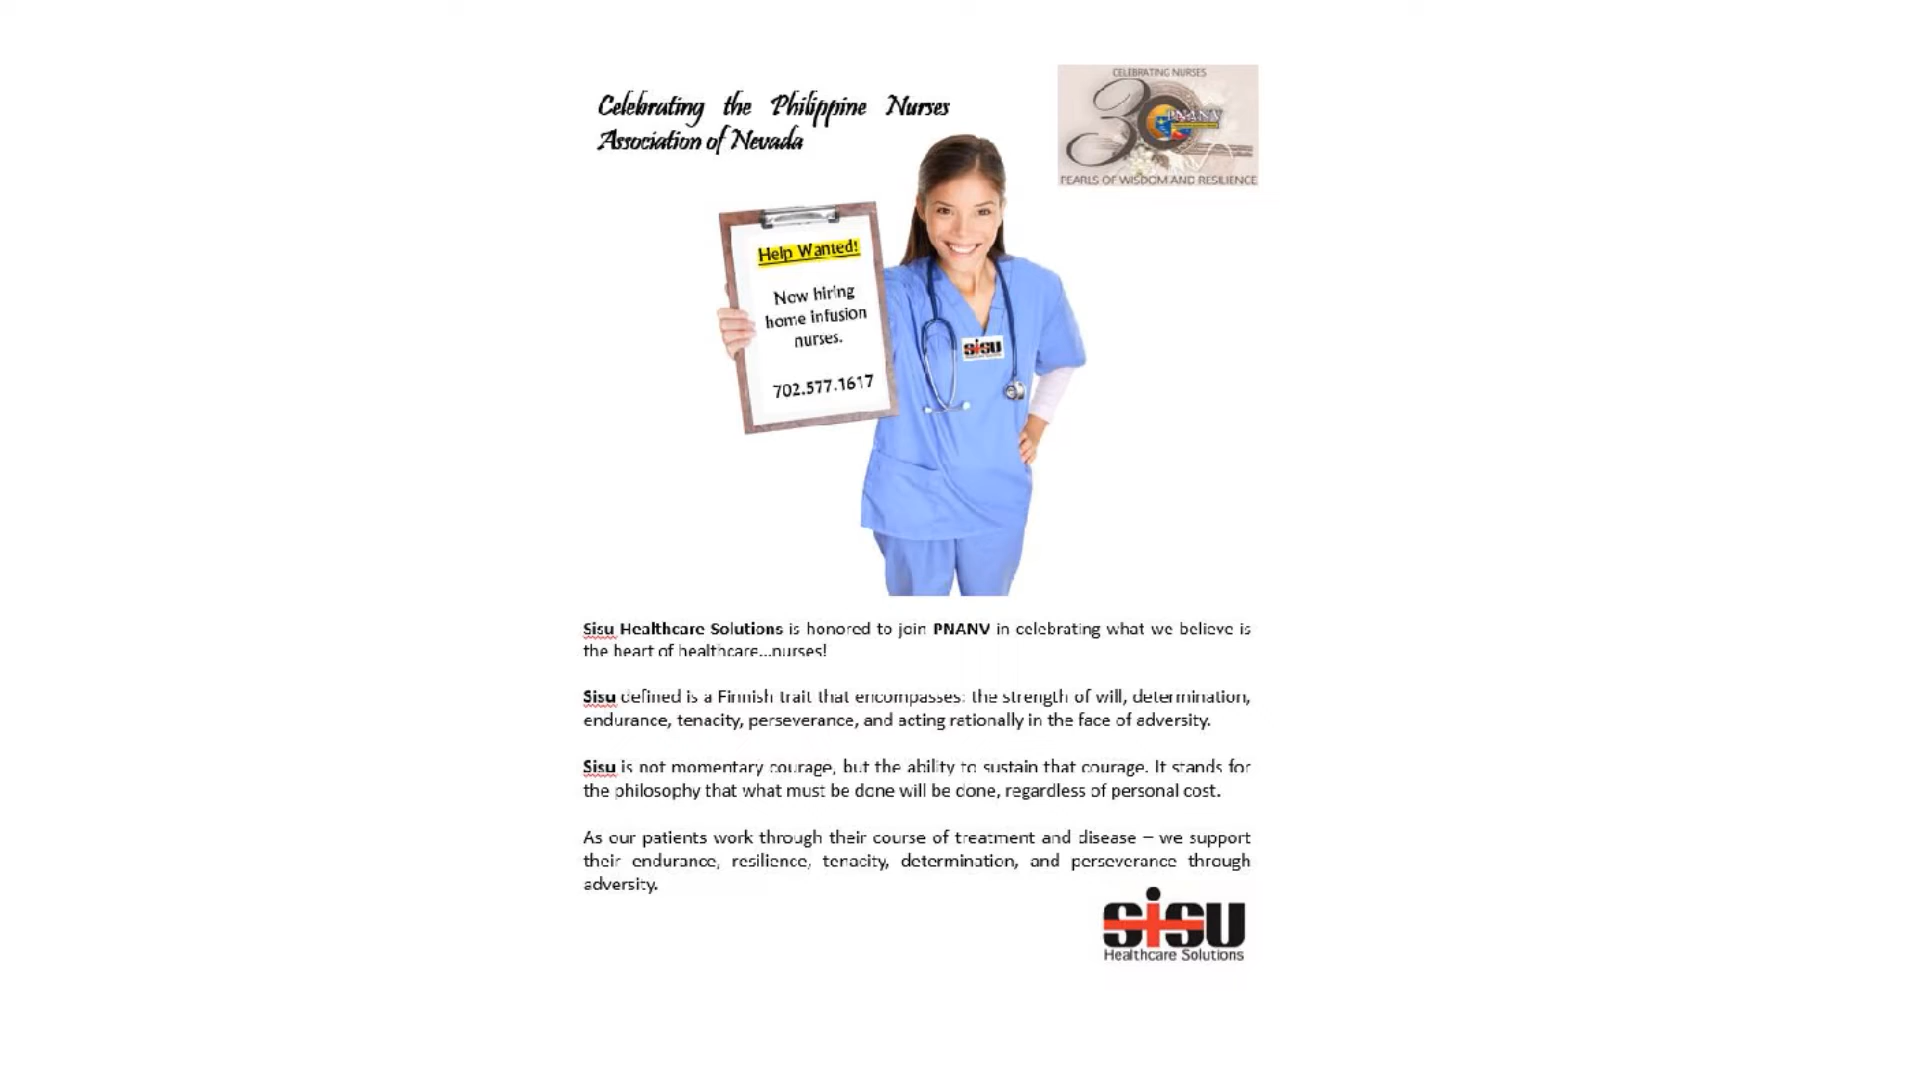 Celebrating the Philippine Nurses
Association of Nevada
CELEBRATING NURSES
30
PNANV
PEARLS OF WISDOM AND RESILIENCE
Help Wanted!
Now hiring
home infusion
nurses.
702.577.1617
sisu
Sisu Healthcare Solutions is honored to join PNANV in celebrating what we believe is
the heart of healthcare...nurses!
Sisu defined is a Finnish trait that encompasses: the strength of will, determination,
endurance, tenacity, perseverance, and acting rationally in the face of adversity.
Sisu is not momentary courage, but the ability to sustain that courage. It stands for
the philosophy that what must be done will be done, regardless of personal cost.
As our patients work through their course of treatment and disease – we support
their endurance, resilience, tenacity, determination, and perseverance through
adversity.
sisu
Healthcare Solutions